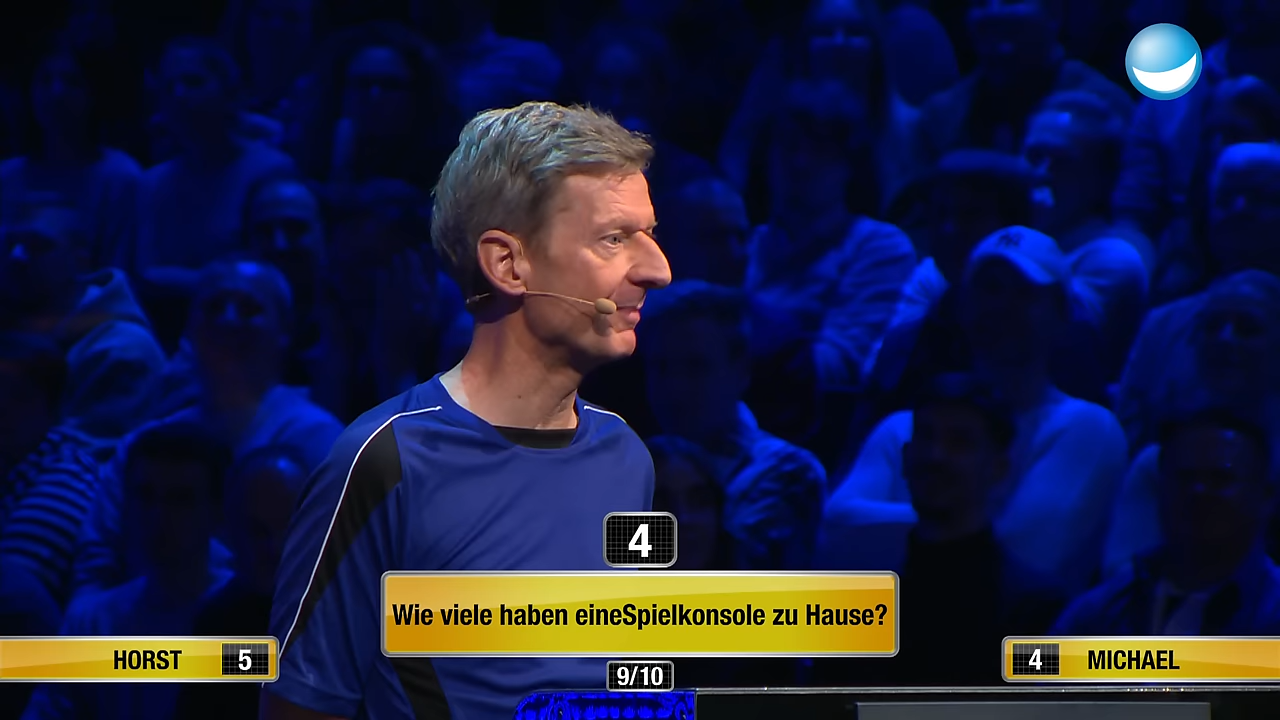 4
Wie viele haben eineSpielkonsole zu Hause?
HORST 5
4 MICHAEL
9/10